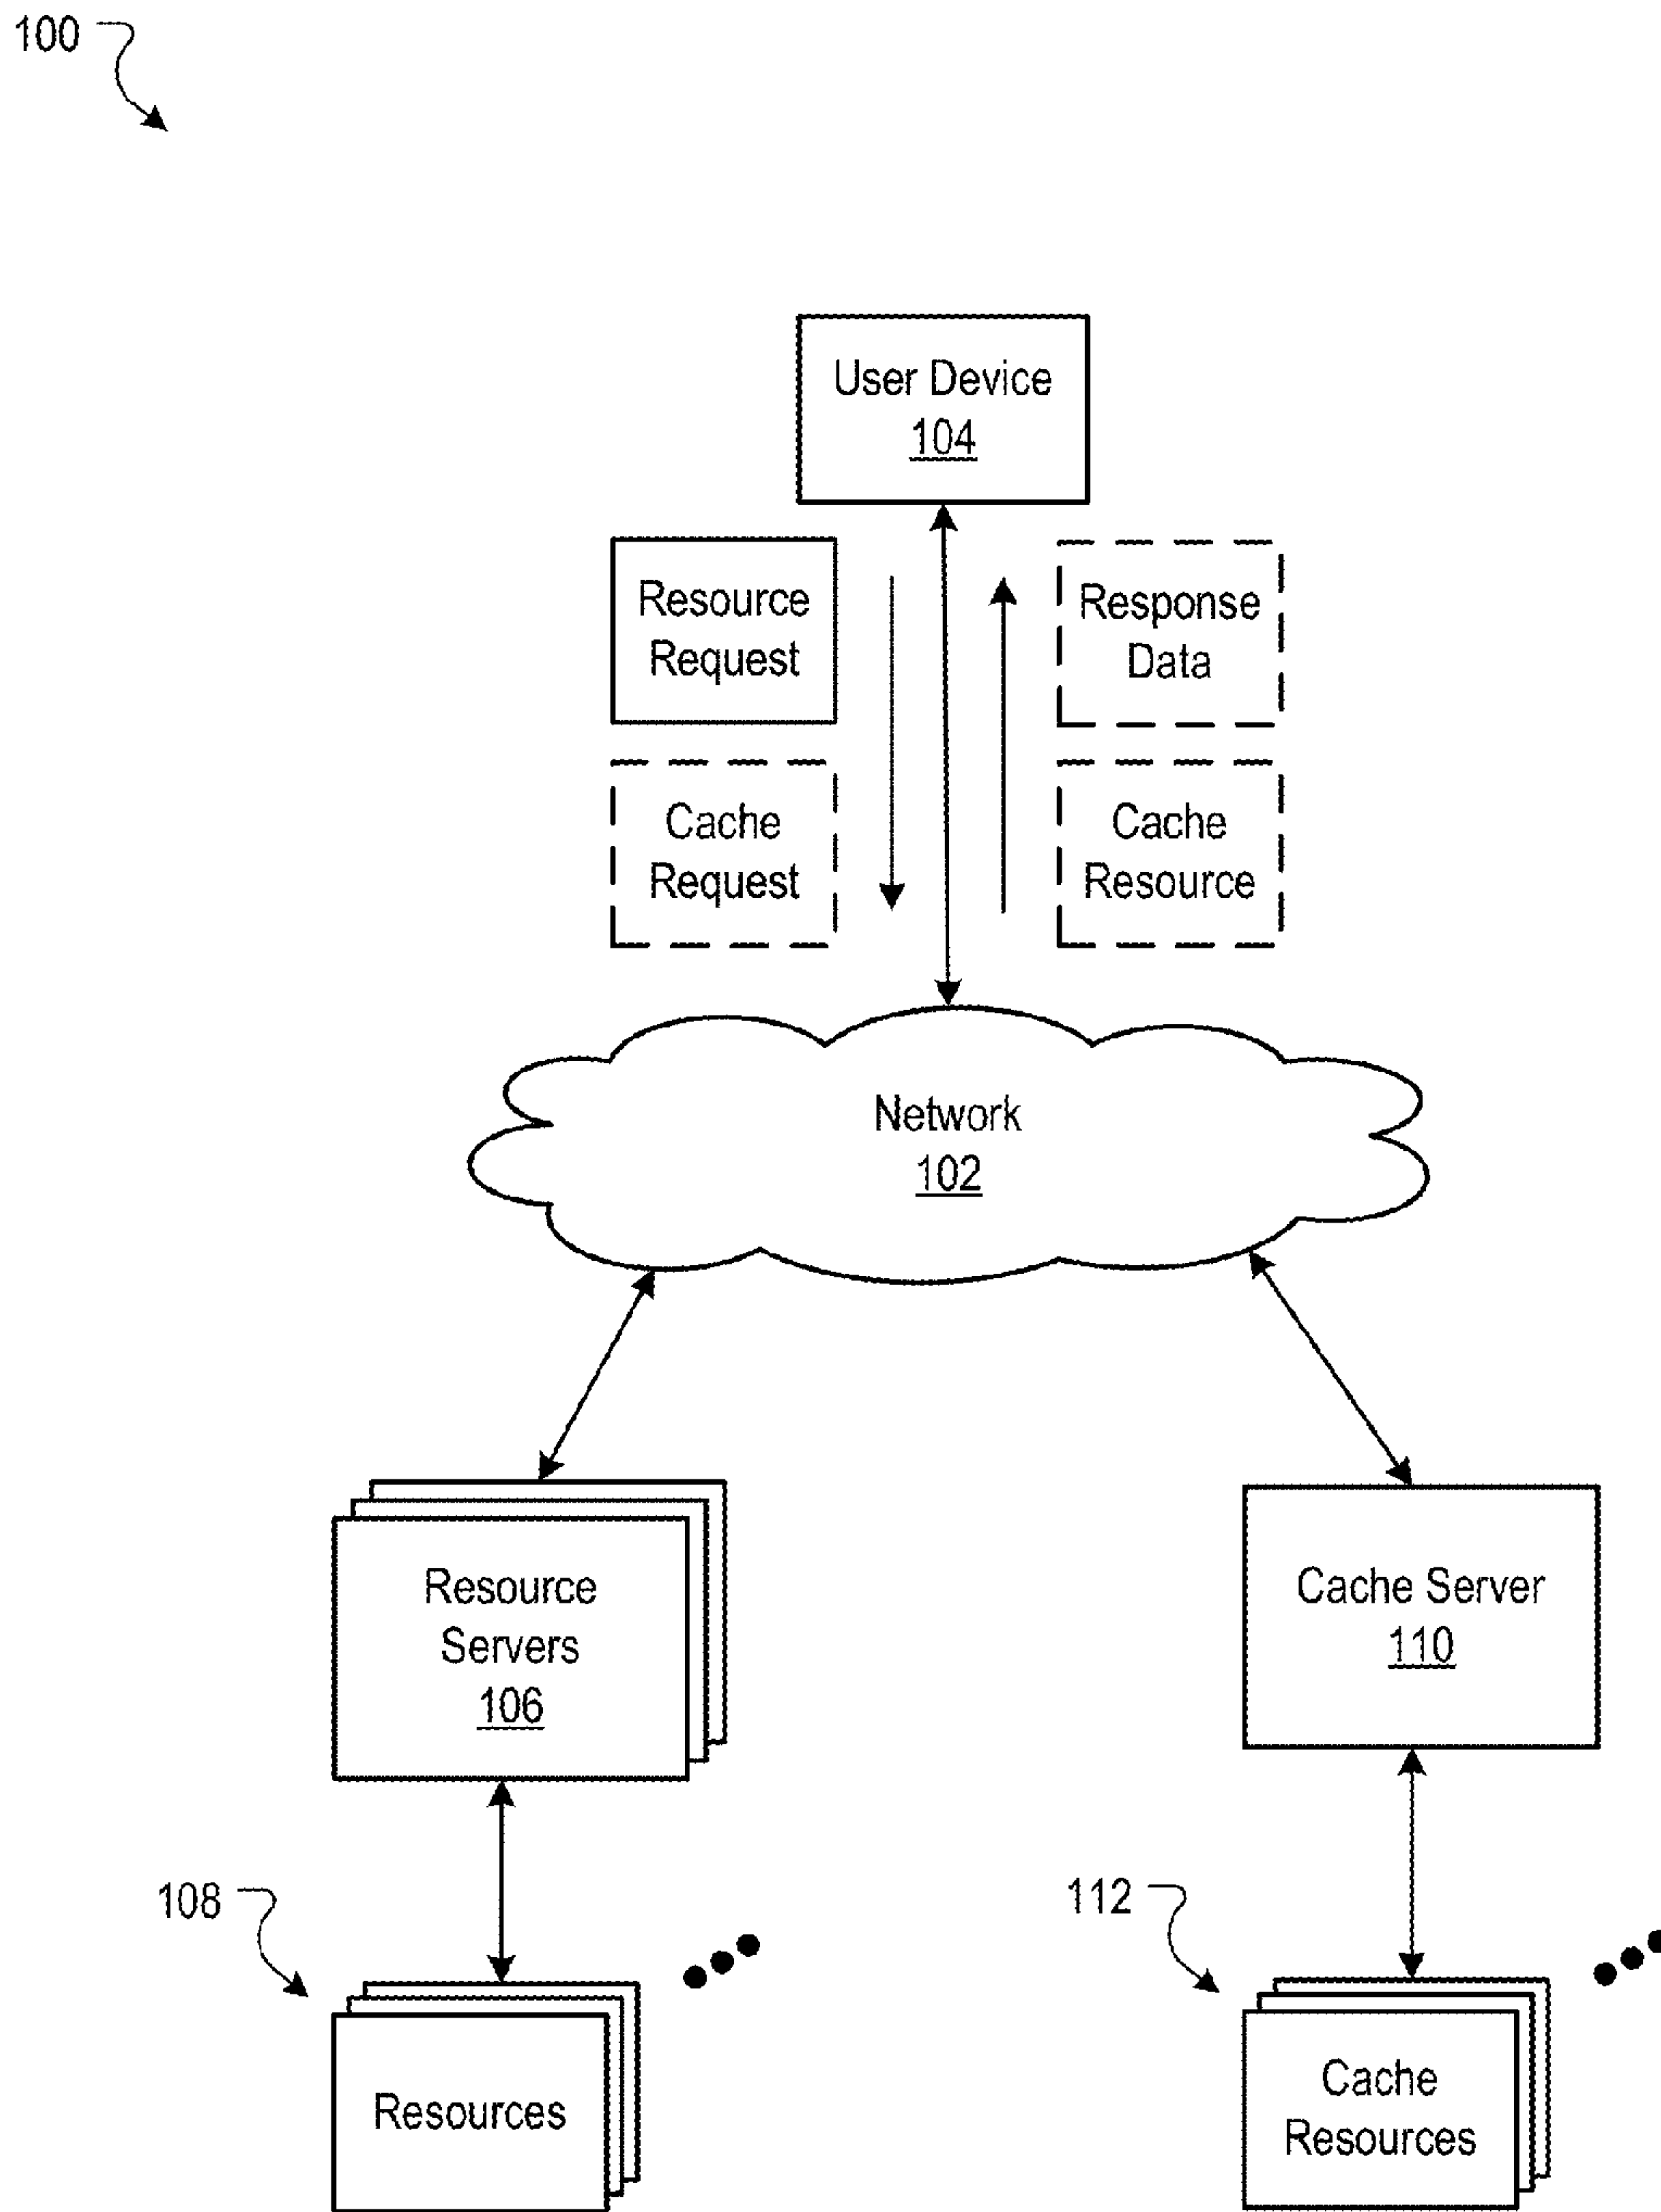 100
User Device
104
Resource
Request
Response
Data
Cache
Request
Cache
Resource
Network
102
Resource
Servers
106
Cache Server
110
108
112
Resources
Cache
Resources